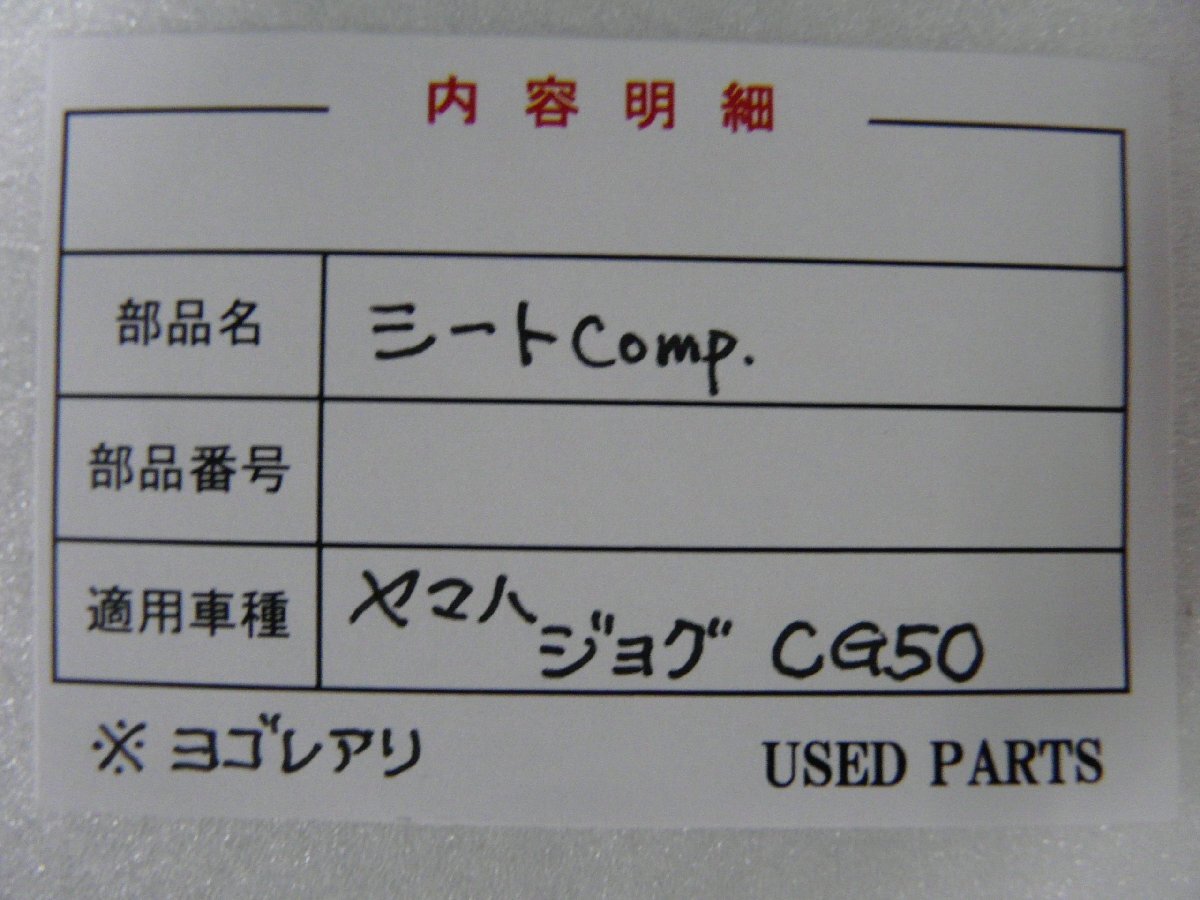 内容明細
部品名 シートComp.
部品番号
適用車種 ヤマハ ジョグ CG50
※ ヨゴレアリ
USED PARTS